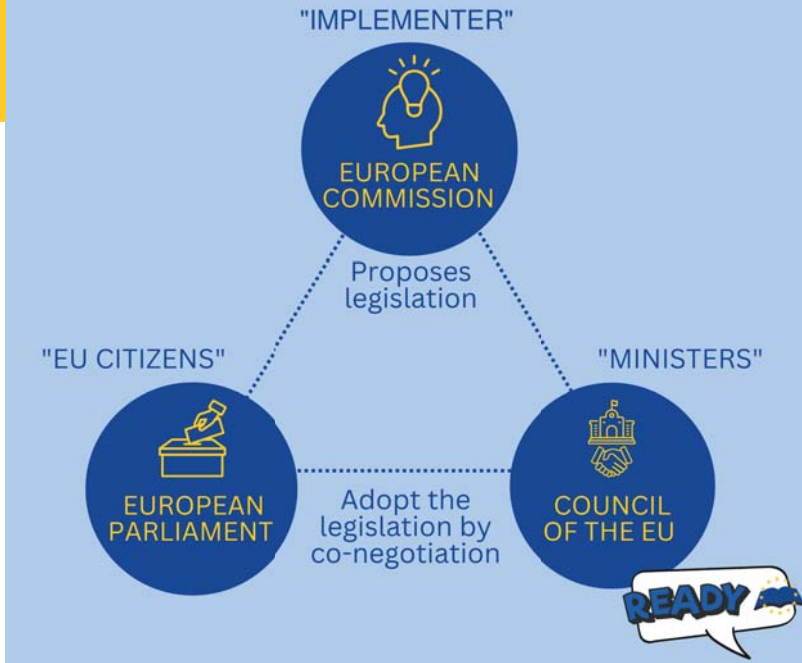 "IMPLEMENTER"
EUROPEAN
COMMISSION
Proposes
legislation
"EU CITIZENS"
"MINISTERS"
EUROPEAN
PARLIAMENT
Adopt the
legislation by
co-negotiation
COUNCIL
OF THE EU
READY